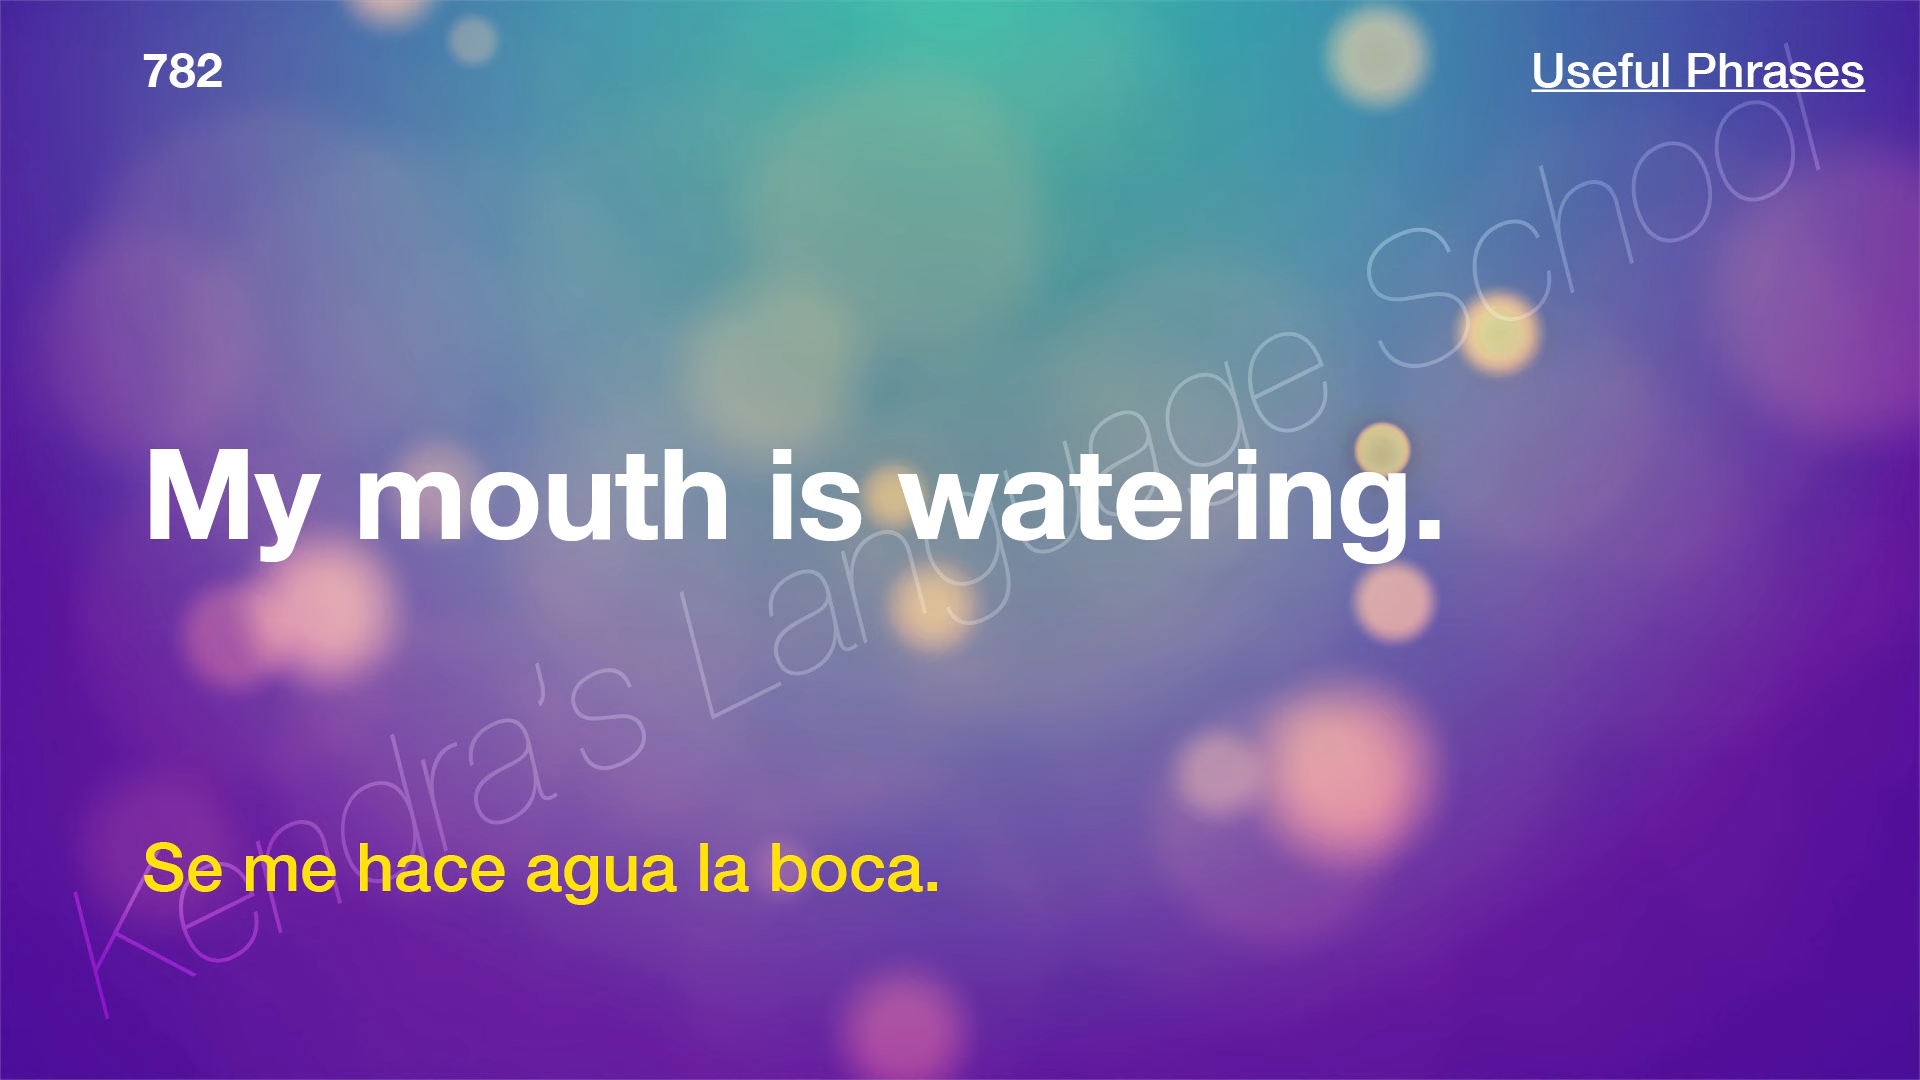 782
Useful Phrases
My mouth is watering.
Se me hace agua la boca.
Kendra’s Language School